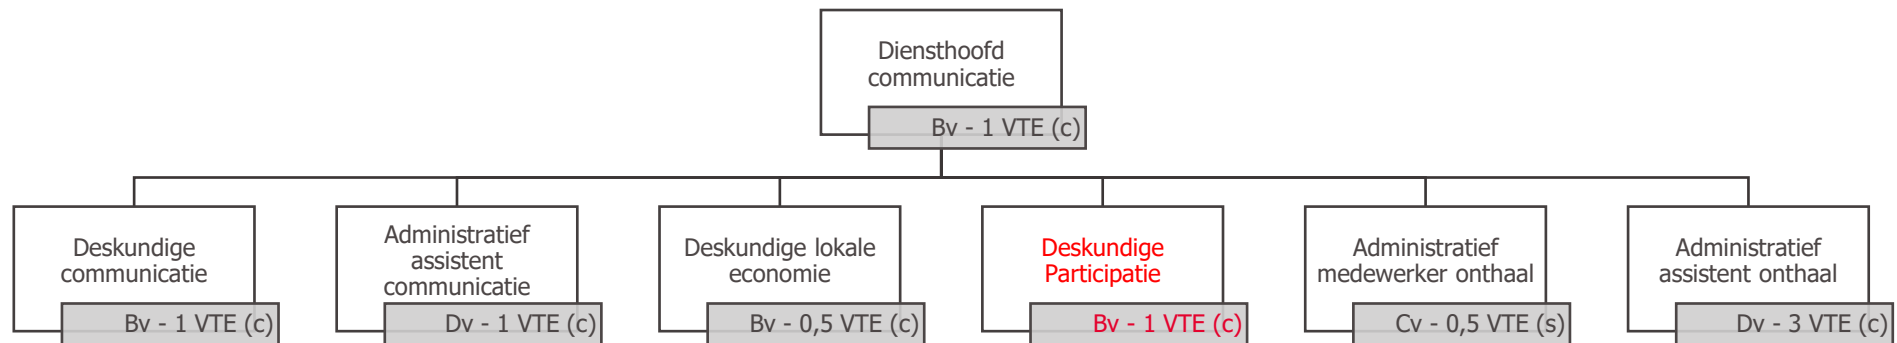 Diensthoofd
communicatie
Bv - 1 VTE (c)
Deskundige
communicatie
Bv - 1 VTE (c)
Administratief
assistent
communicatie
Dv - 1 VTE (c)
Deskundige lokale
economie
Bv - 0,5 VTE (c)
Deskundige
Participatie
Bv - 1 VTE (c)
Administratief
medewerker onthaal
Cv - 0,5 VTE (s)
Administratief
assistent onthaal
Dv - 3 VTE (c)